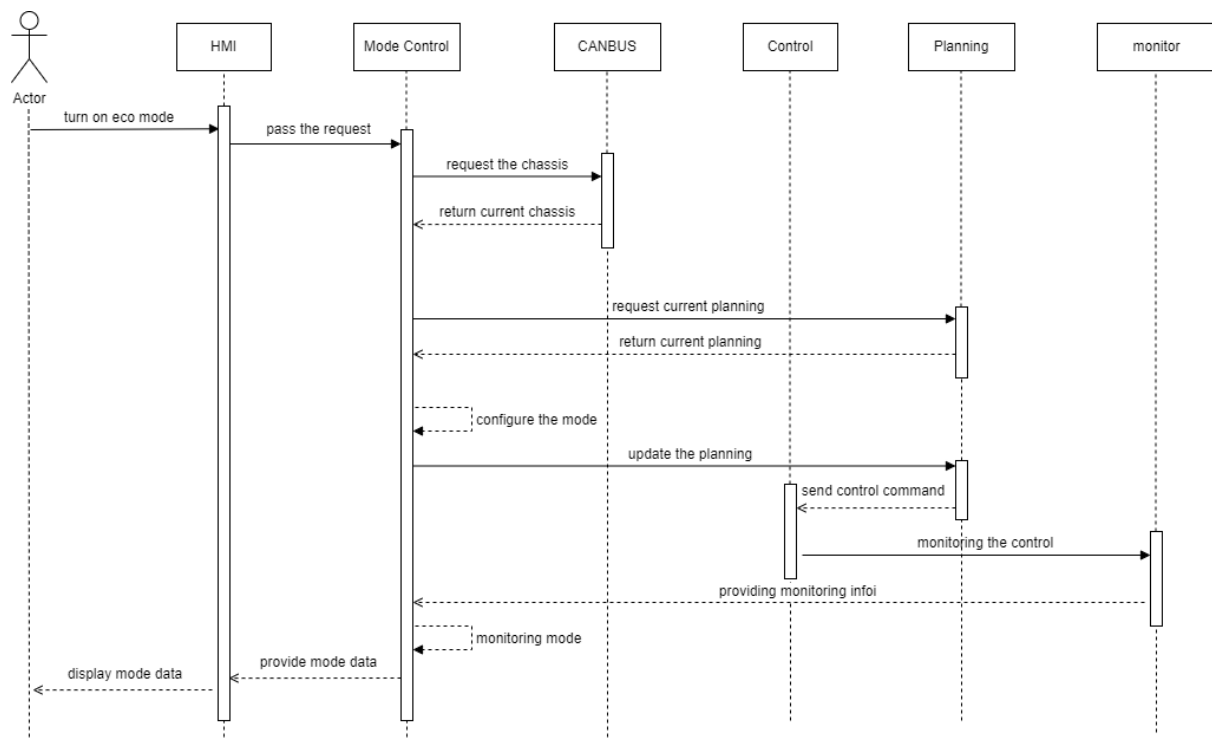 HMI
Mode Control
CANBUS
Control
Planning
monitor
Actor
turn on eco mode
pass the request
request the chassis
return current chassis
request current planning
return current planning
configure the mode
update the planning
send control command
monitoring the control
providing monitoring infoi
monitoring mode
provide mode data
display mode data